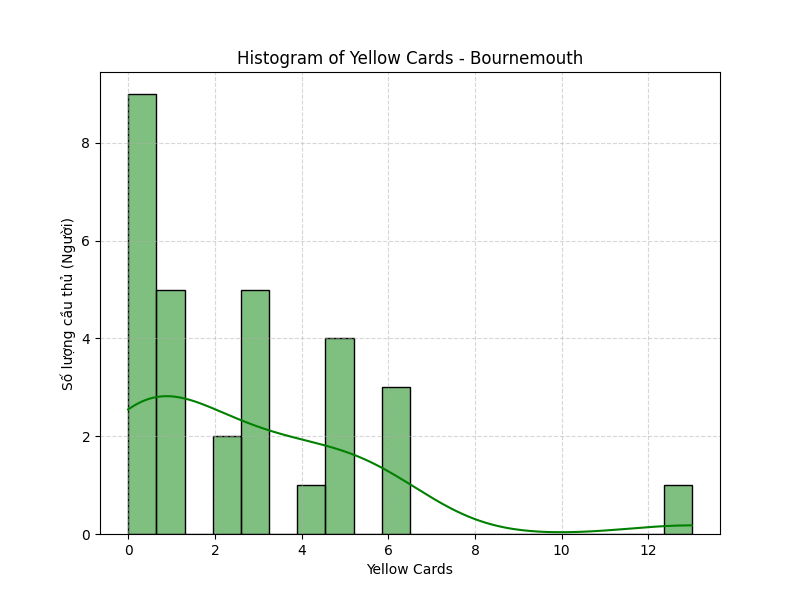 Histogram of Yellow Cards - Bournemouth
Số lượng cầu thủ (Người)
8
6
4
2
0
0 2 4 6 8 10 12
Yellow Cards